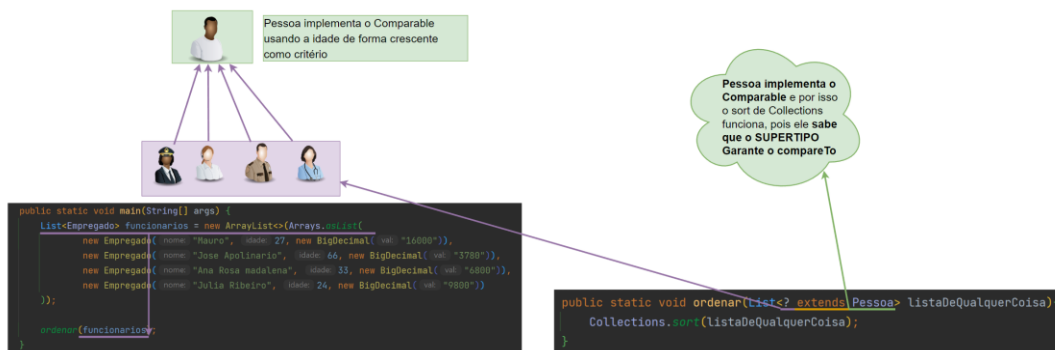 Pessoa implementa o Comparable
usando a idade de forma crescente
como critério
Pessoa implementa o
Comparable e por isso
o sort de Collections
funciona, pois ele sabe
que o SUPERTIPO
Garante o compareTo
public static void main(String[] args) {
List<Empregado> funcionarios = new ArrayList<>(Arrays.asList(
new Empregado( nome: "Mauro", idade: 27, new BigDecimal( val: "16000")),
new Empregado( nome: "Jose Apolinario", idade: 66, new BigDecimal( val: "3780")),
new Empregado( nome: "Ana Rosa madalena", idade: 33, new BigDecimal( val: "6800")),
new Empregado( nome: "Julia Ribeiro", idade: 24, new BigDecimal( val: "9800"))
));
ordenar(funcionarios);
}
public static void ordenar(List<? extends Pessoa> listaDeQualquerCoisa)
Collections.sort(listaDeQualquerCoisa);
}